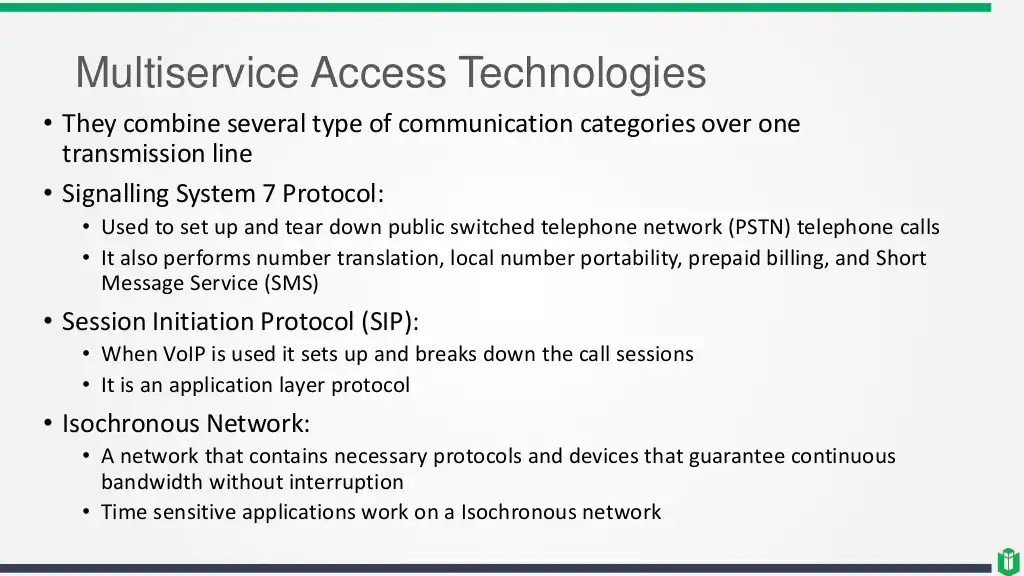 Multiservice Access Technologies
• They combine several type of communication categories over one
transmission line
• Signalling System 7 Protocol:
• Used to set up and tear down public switched telephone network (PSTN) telephone calls
• It also performs number translation, local number portability, prepaid billing, and Short
Message Service (SMS)
• Session Initiation Protocol (SIP):
• When VoIP is used it sets up and breaks down the call sessions
• It is an application layer protocol
• Isochronous Network:
• A network that contains necessary protocols and devices that guarantee continuous
bandwidth without interruption
• Time sensitive applications work on a Isochronous network